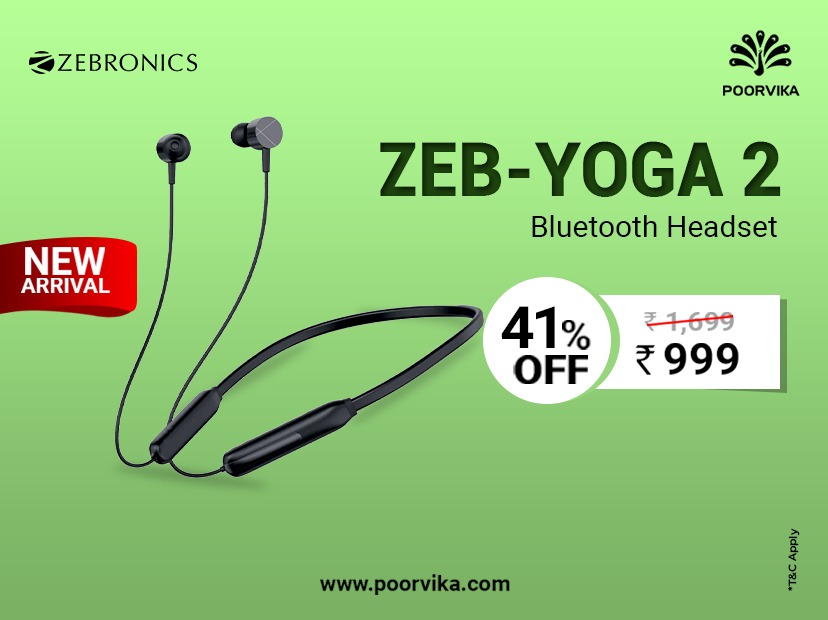 ZEBRONICS
POORVIKA
ZEB-YOGA 2
Bluetooth Headset
NEW
ARRIVAL
41%
OFF
₹ 1,699
₹ 999
*T&C Apply
www.poorvika.com